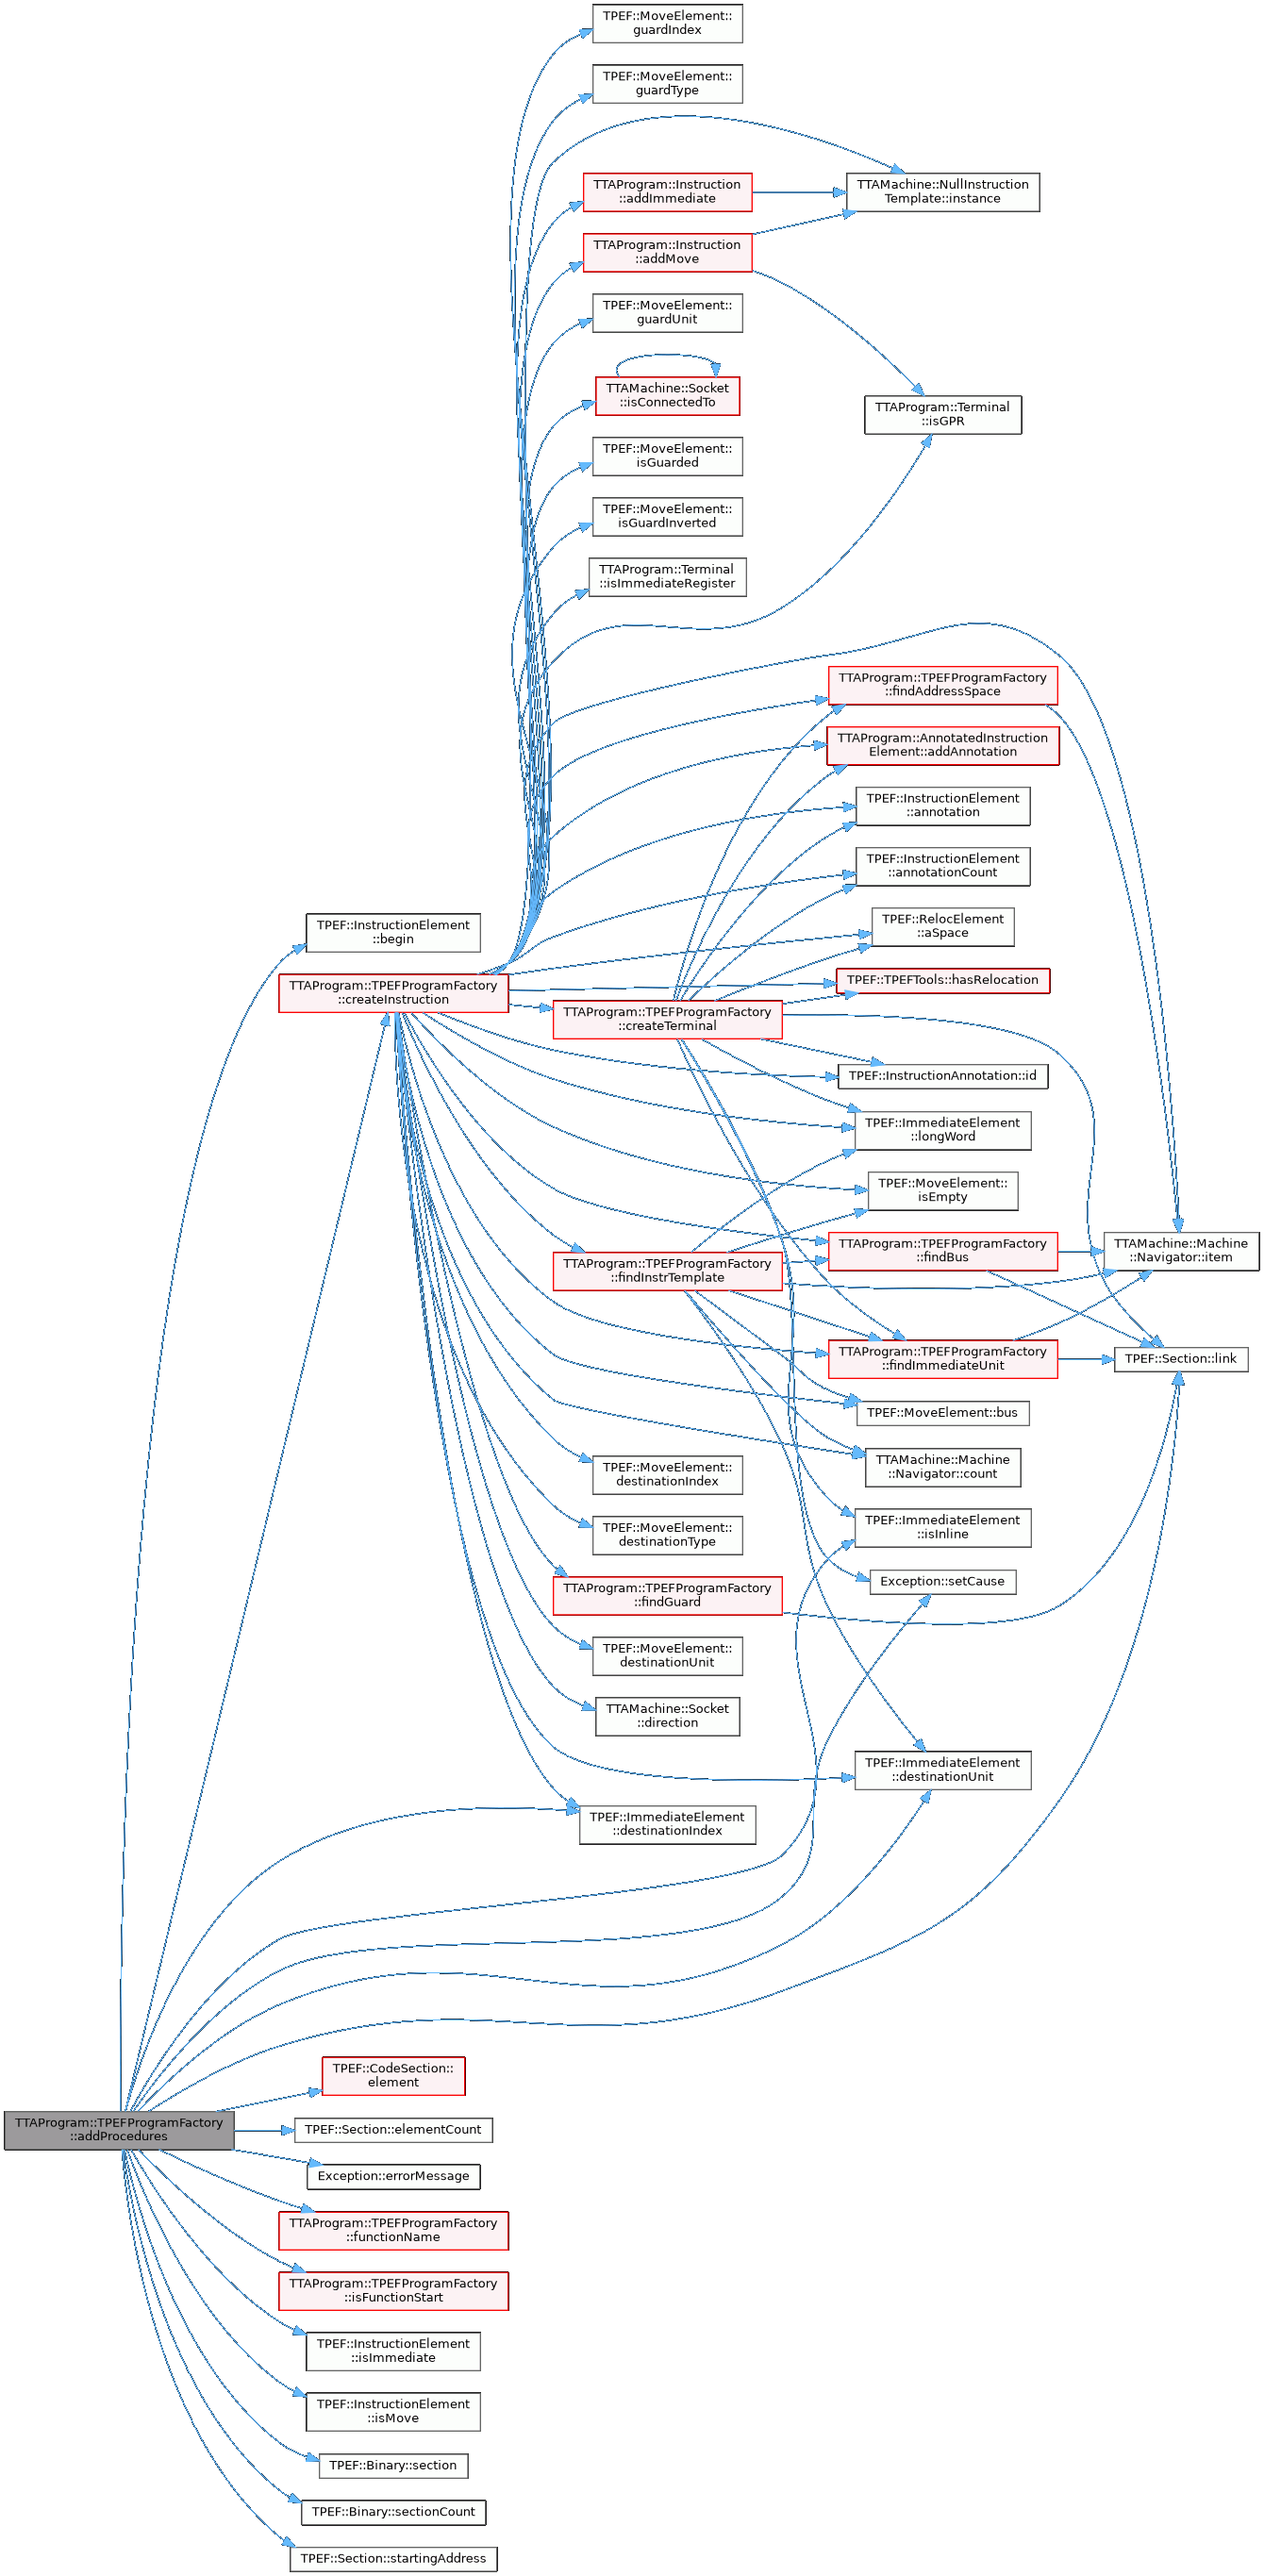 TPEF::MoveElement::
guardIndex
TPEF::MoveElement::
guardType
TTAProgram::Instruction
::addImmediate
TTAMachine::NullInstruction
Template::instance
TTAProgram::Instruction
::addMove
TPEF::MoveElement::
guardUnit
TTAMachine::Socket
::isConnectedTo
TTAProgram::Terminal
::isGPR
TPEF::MoveElement::
isGuarded
TPEF::MoveElement::
isGuardInverted
TTAProgram::Terminal
::isImmediateRegister
TTAProgram::TPEFProgramFactory
::findAddressSpace
TTAProgram::AnnotatedInstruction
Element::addAnnotation
TPEF::InstructionElement
::annotation
TPEF::InstructionElement
::annotationCount
TPEF::RelocElement
::aSpace
TPEF::InstructionElement
::begin
TTAProgram::TPEFProgramFactory
::createInstruction
TPEF::TPEFTools::hasRelocation
TTAProgram::TPEFProgramFactory
::createTerminal
TPEF::InstructionAnnotation::id
TPEF::ImmediateElement
::longWord
TPEF::MoveElement::
isEmpty
TTAProgram::TPEFProgramFactory
::findInstrTemplate
TTAProgram::TPEFProgramFactory
::findBus
TTAMachine::Machine
::Navigator::item
TTAProgram::TPEFProgramFactory
::findImmediateUnit
TPEF::Section::link
TPEF::MoveElement::bus
TTAMachine::Machine
::Navigator::count
TPEF::MoveElement::
destinationIndex
TPEF::MoveElement::
destinationType
TPEF::ImmediateElement
::isInline
Exception::setCause
TTAProgram::TPEFProgramFactory
::findGuard
TPEF::MoveElement::
destinationUnit
TTAMachine::Socket
::direction
TPEF::ImmediateElement
::destinationUnit
TPEF::ImmediateElement
::destinationIndex
TPEF::CodeSection::
element
TTAProgram::TPEFProgramFactory
::addProcedures
TPEF::Section::elementCount
Exception::errorMessage
TTAProgram::TPEFProgramFactory
::functionName
TTAProgram::TPEFProgramFactory
::isFunctionStart
TPEF::InstructionElement
::isImmediate
TPEF::InstructionElement
::isMove
TPEF::Binary::section
TPEF::Binary::sectionCount
TPEF::Section::startingAddress